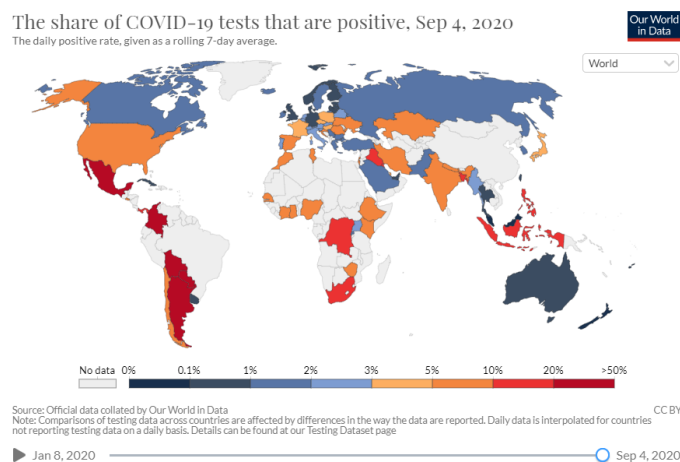 The share of COVID-19 tests that are positive, Sep 4, 2020
The daily positive rate, given as a rolling 7-day average.
Our World
in Data
World
No data 0% 0.1% 1% 2% 3% 5% 10% 20% >50%
Source: Official data collated by Our World in Data
CC BY
Note: Comparisons of testing data across countries are affected by differences in the way the data are reported. Daily data is interpolated for countries
not reporting testing data on a daily basis. Details can be found at our Testing Dataset page
Jan 8, 2020
Sep 4, 2020